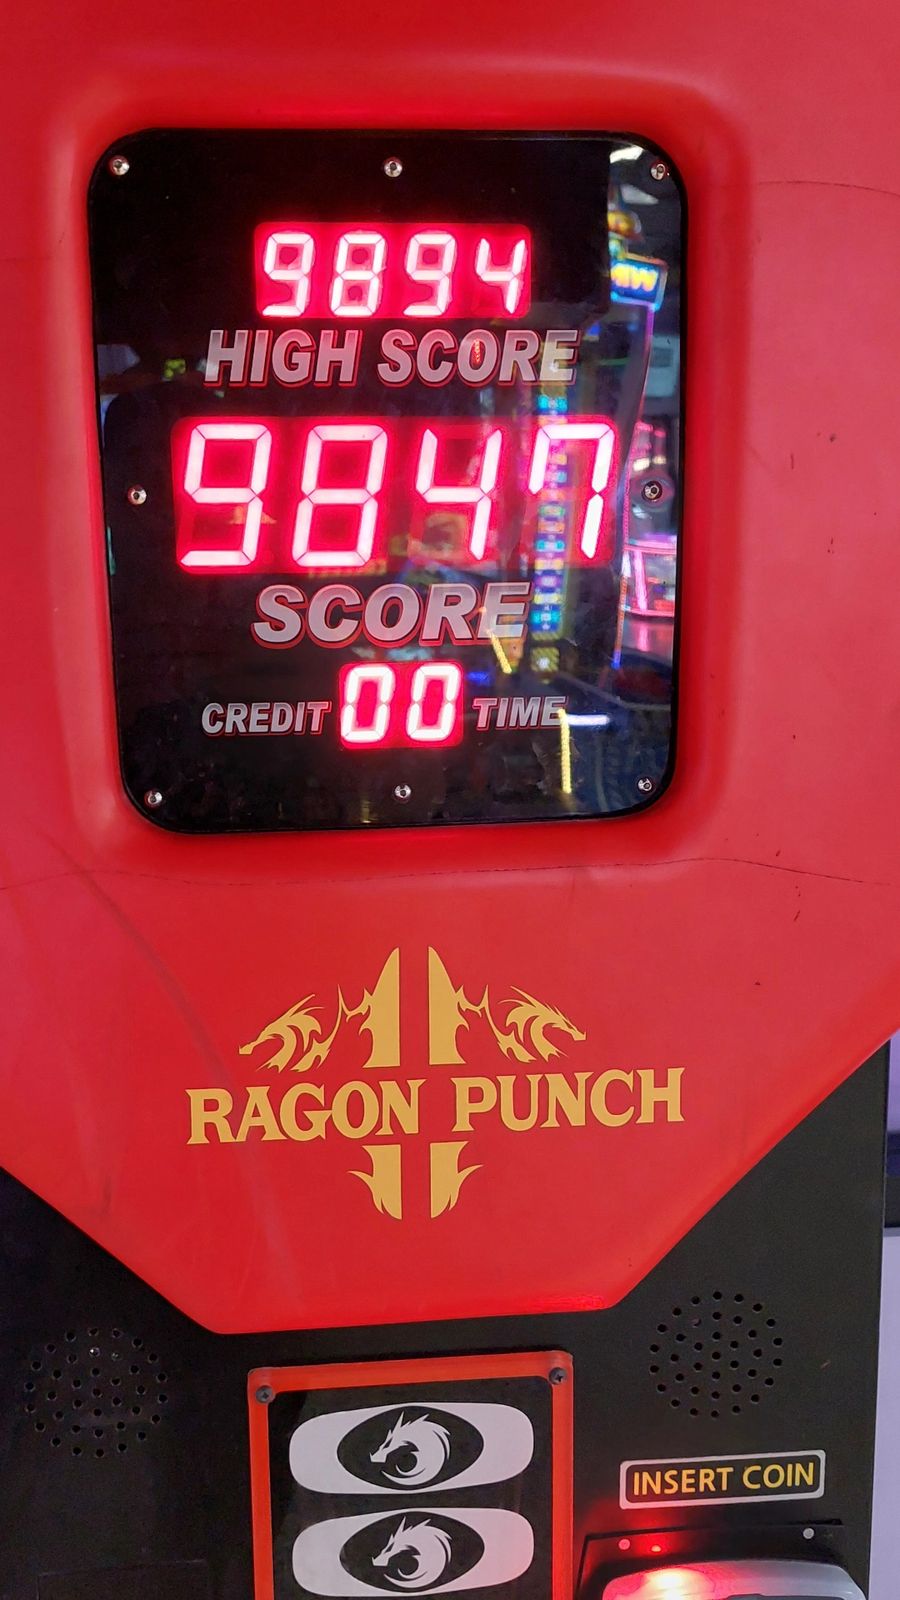 9894
HIGH SCORE
9847
SCORE
CREDIT 00 TIME
RAGON PUNCH
INSERT COIN